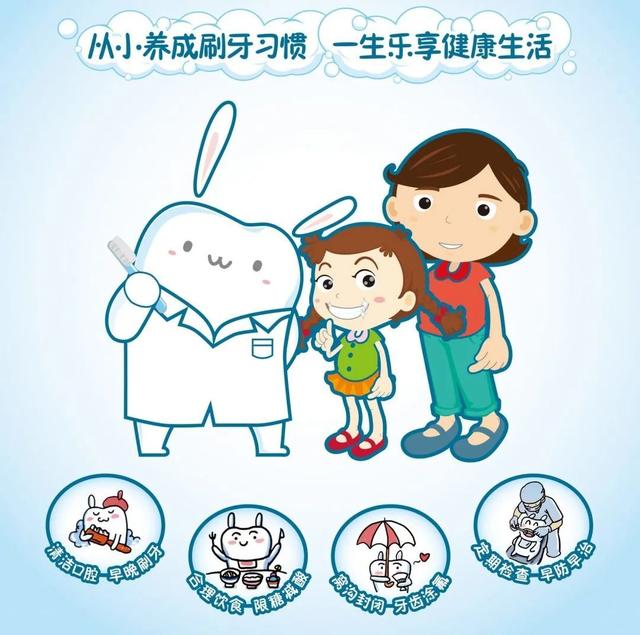 从小养成刷牙习惯 一生乐享健康生活
清洁口腔 早晚刷牙
合理饮食 限糖减酸
窝沟封闭 牙齿涂氟
定期检查 早防早治